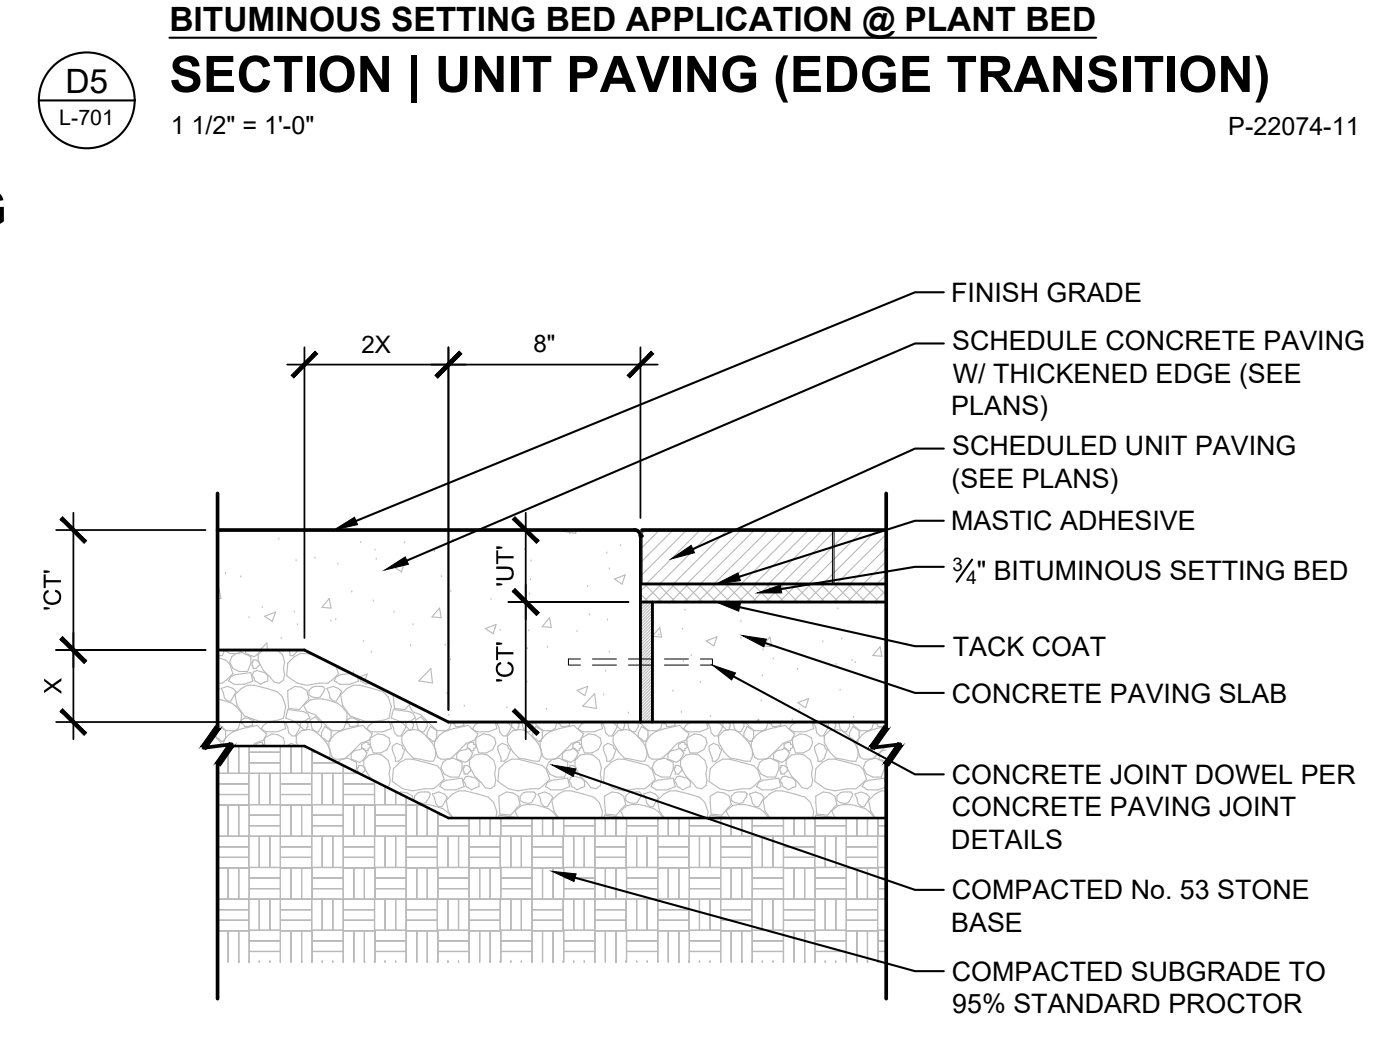 BITUMINOUS SETTING BED APPLICATION @ PLANT BED
D5
L-701
SECTION | UNIT PAVING (EDGE TRANSITION)
1 1/2" = 1'-0"
P-22074-11
FINISH GRADE
SCHEDULE CONCRETE PAVING
W/ THICKENED EDGE (SEE
PLANS)
SCHEDULED UNIT PAVING
(SEE PLANS)
MASTIC ADHESIVE
¾" BITUMINOUS SETTING BED
TACK COAT
CONCRETE PAVING SLAB
CONCRETE JOINT DOWEL PER
CONCRETE PAVING JOINT
DETAILS
COMPACTED No. 53 STONE
BASE
COMPACTED SUBGRADE TO
95% STANDARD PROCTOR
2X
8"
'CT'
X
'UT'
'CT'